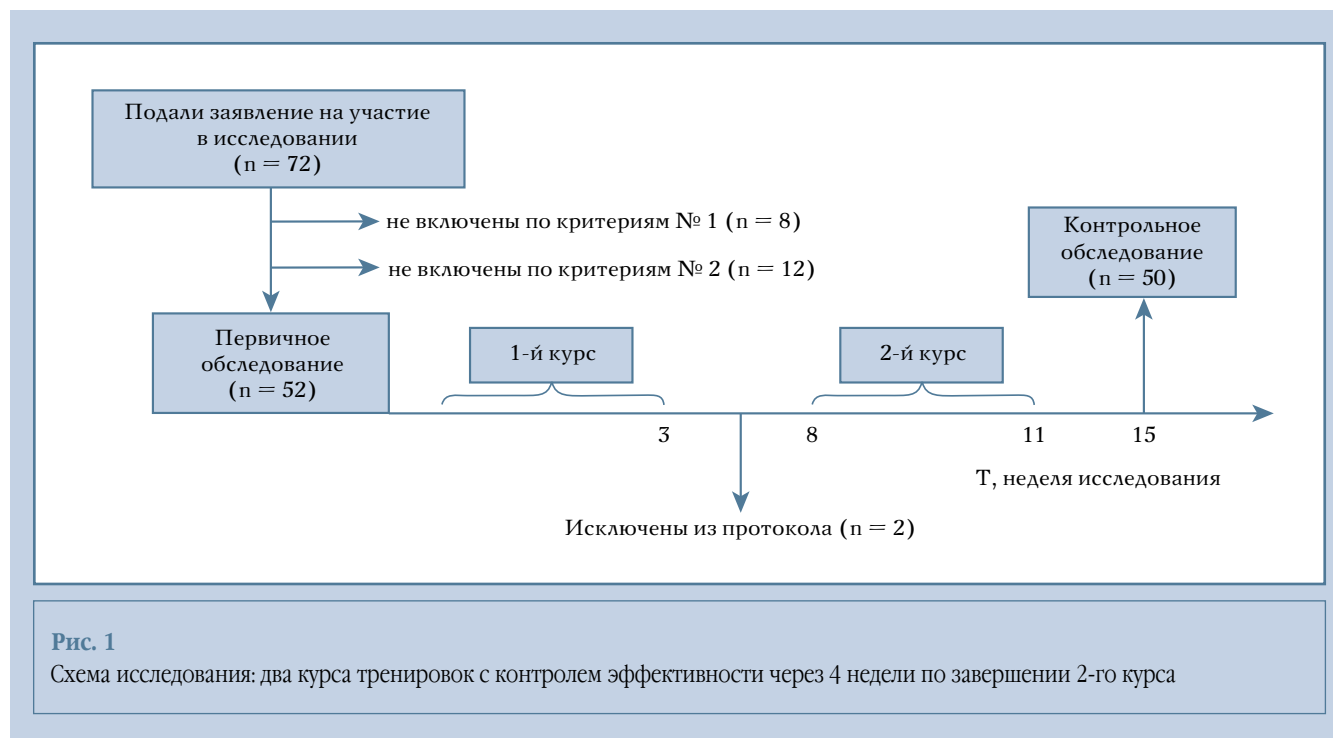 Подали заявление на участие
в исследовании
(n = 72)
не включены по критериям № 1 (n = 8)
не включены по критериям № 2 (n = 12)
Первичное
обследование
(n = 52)
1-й курс
2-й курс
Контрольное
обследование
(n = 50)
3
8
11
15
Т, неделя исследования
Исключены из протокола (n = 2)
Рис. 1
Схема исследования: два курса тренировок с контролем эффективности через 4 недели по завершении 2-го курса